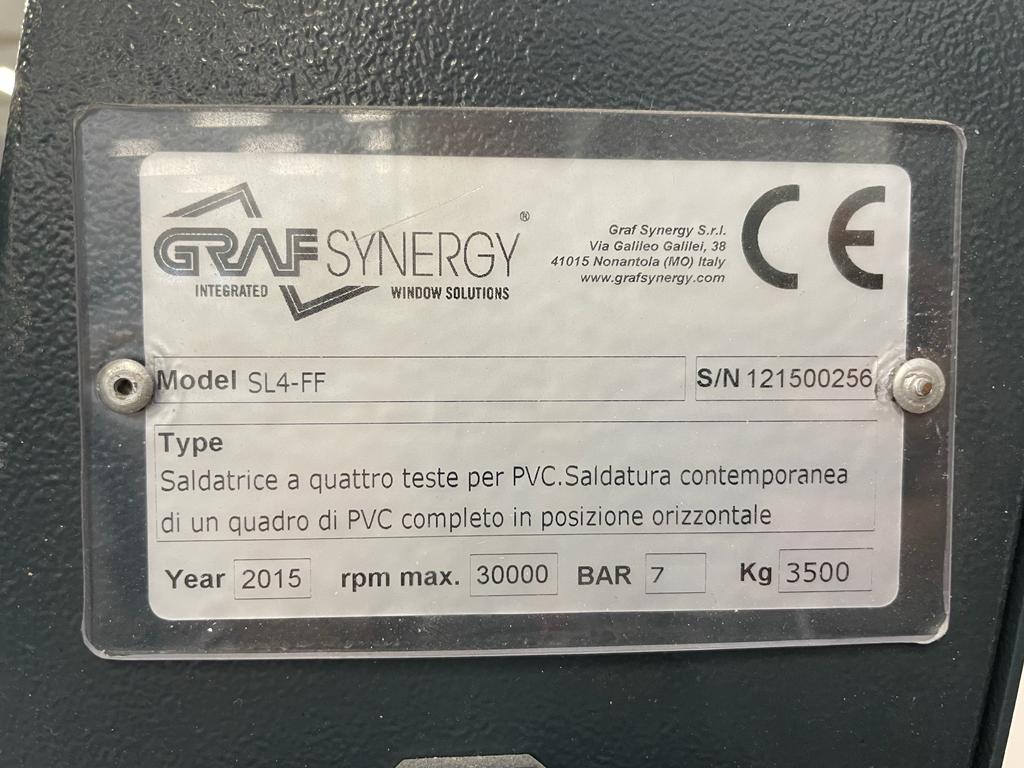 GRAF SYNERGY ®
INTEGRATED WINDOW SOLUTIONS
Graf Synergy S.r.l.
Via Galileo Galilei, 38
41015 Nonantola (MO) Italy
www.grafsynergy.com
CE
Model SL4-FF
S/N 121500256
Type
Saldatrice a quattro teste per PVC.Saldatura contemporanea
di un quadro di PVC completo in posizione orizzontale
Year 2015 rpm max. 30000 BAR 7 Kg 3500